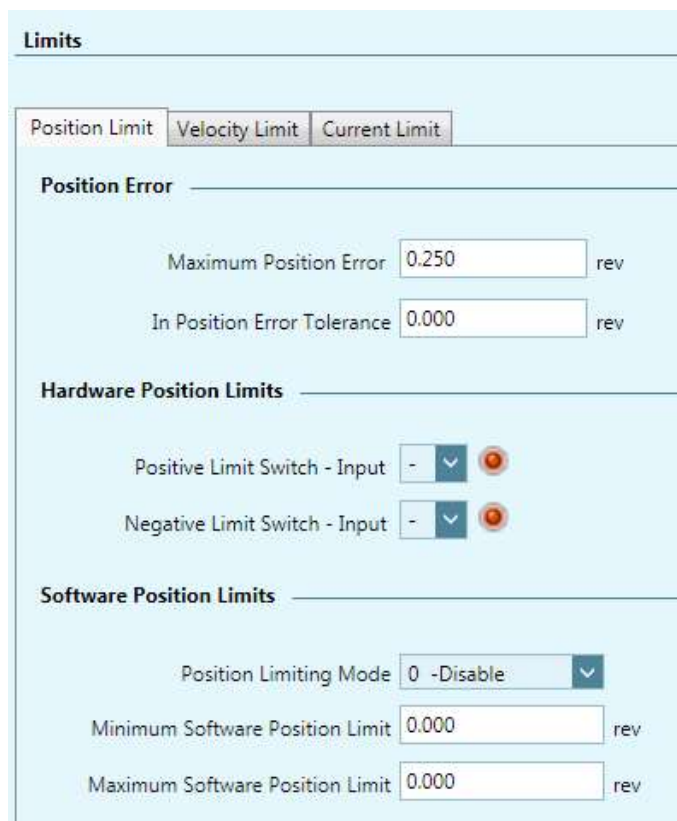 Limits
Position Limit Velocity Limit Current Limit
Position Error
Maximum Position Error 0.250 rev
In Position Error Tolerance 0.000 rev
Hardware Position Limits
Positive Limit Switch - Input -
Negative Limit Switch - Input -
Software Position Limits
Position Limiting Mode 0 -Disable
Minimum Software Position Limit 0.000 rev
Maximum Software Position Limit 0.000 rev